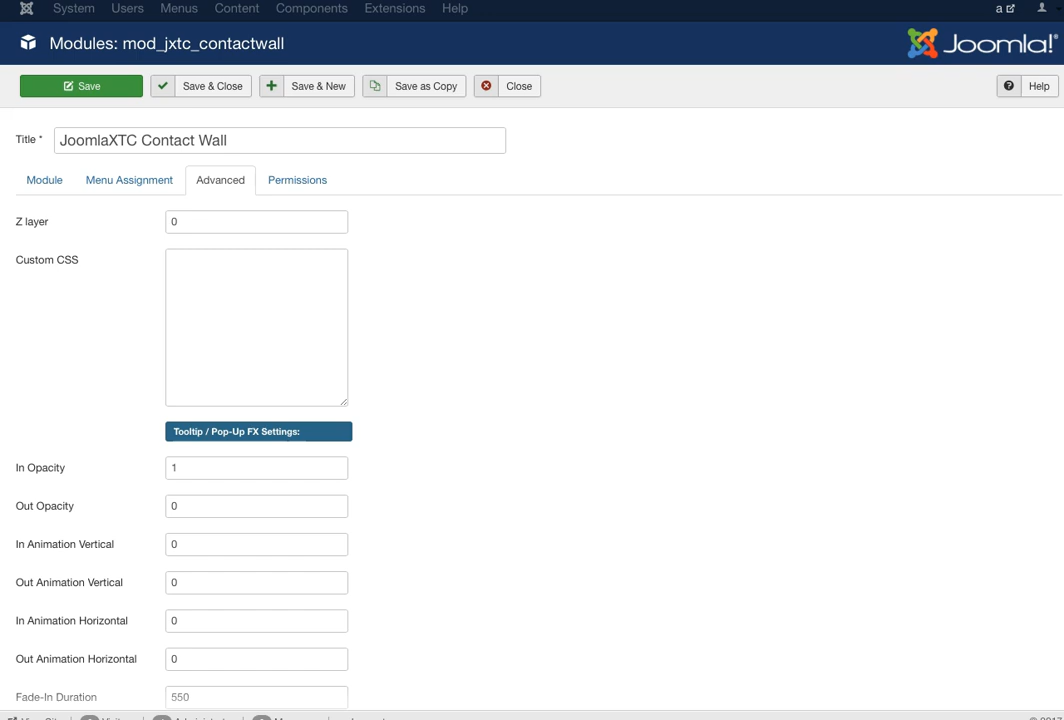 System Users Menus Content Components Extensions Help a
Modules: mod_jxtc_contactwall Joomla!®
Save Save & Close Save & New Save as Copy Close Help
Title * JoomlaXTC Contact Wall
Module Menu Assignment Advanced Permissions
Z layer 0
Custom CSS
Tooltip / Pop-Up FX Settings:
In Opacity 1
Out Opacity 0
In Animation Vertical 0
Out Animation Vertical 0
In Animation Horizontal 0
Out Animation Horizontal 0
Fade-In Duration 550